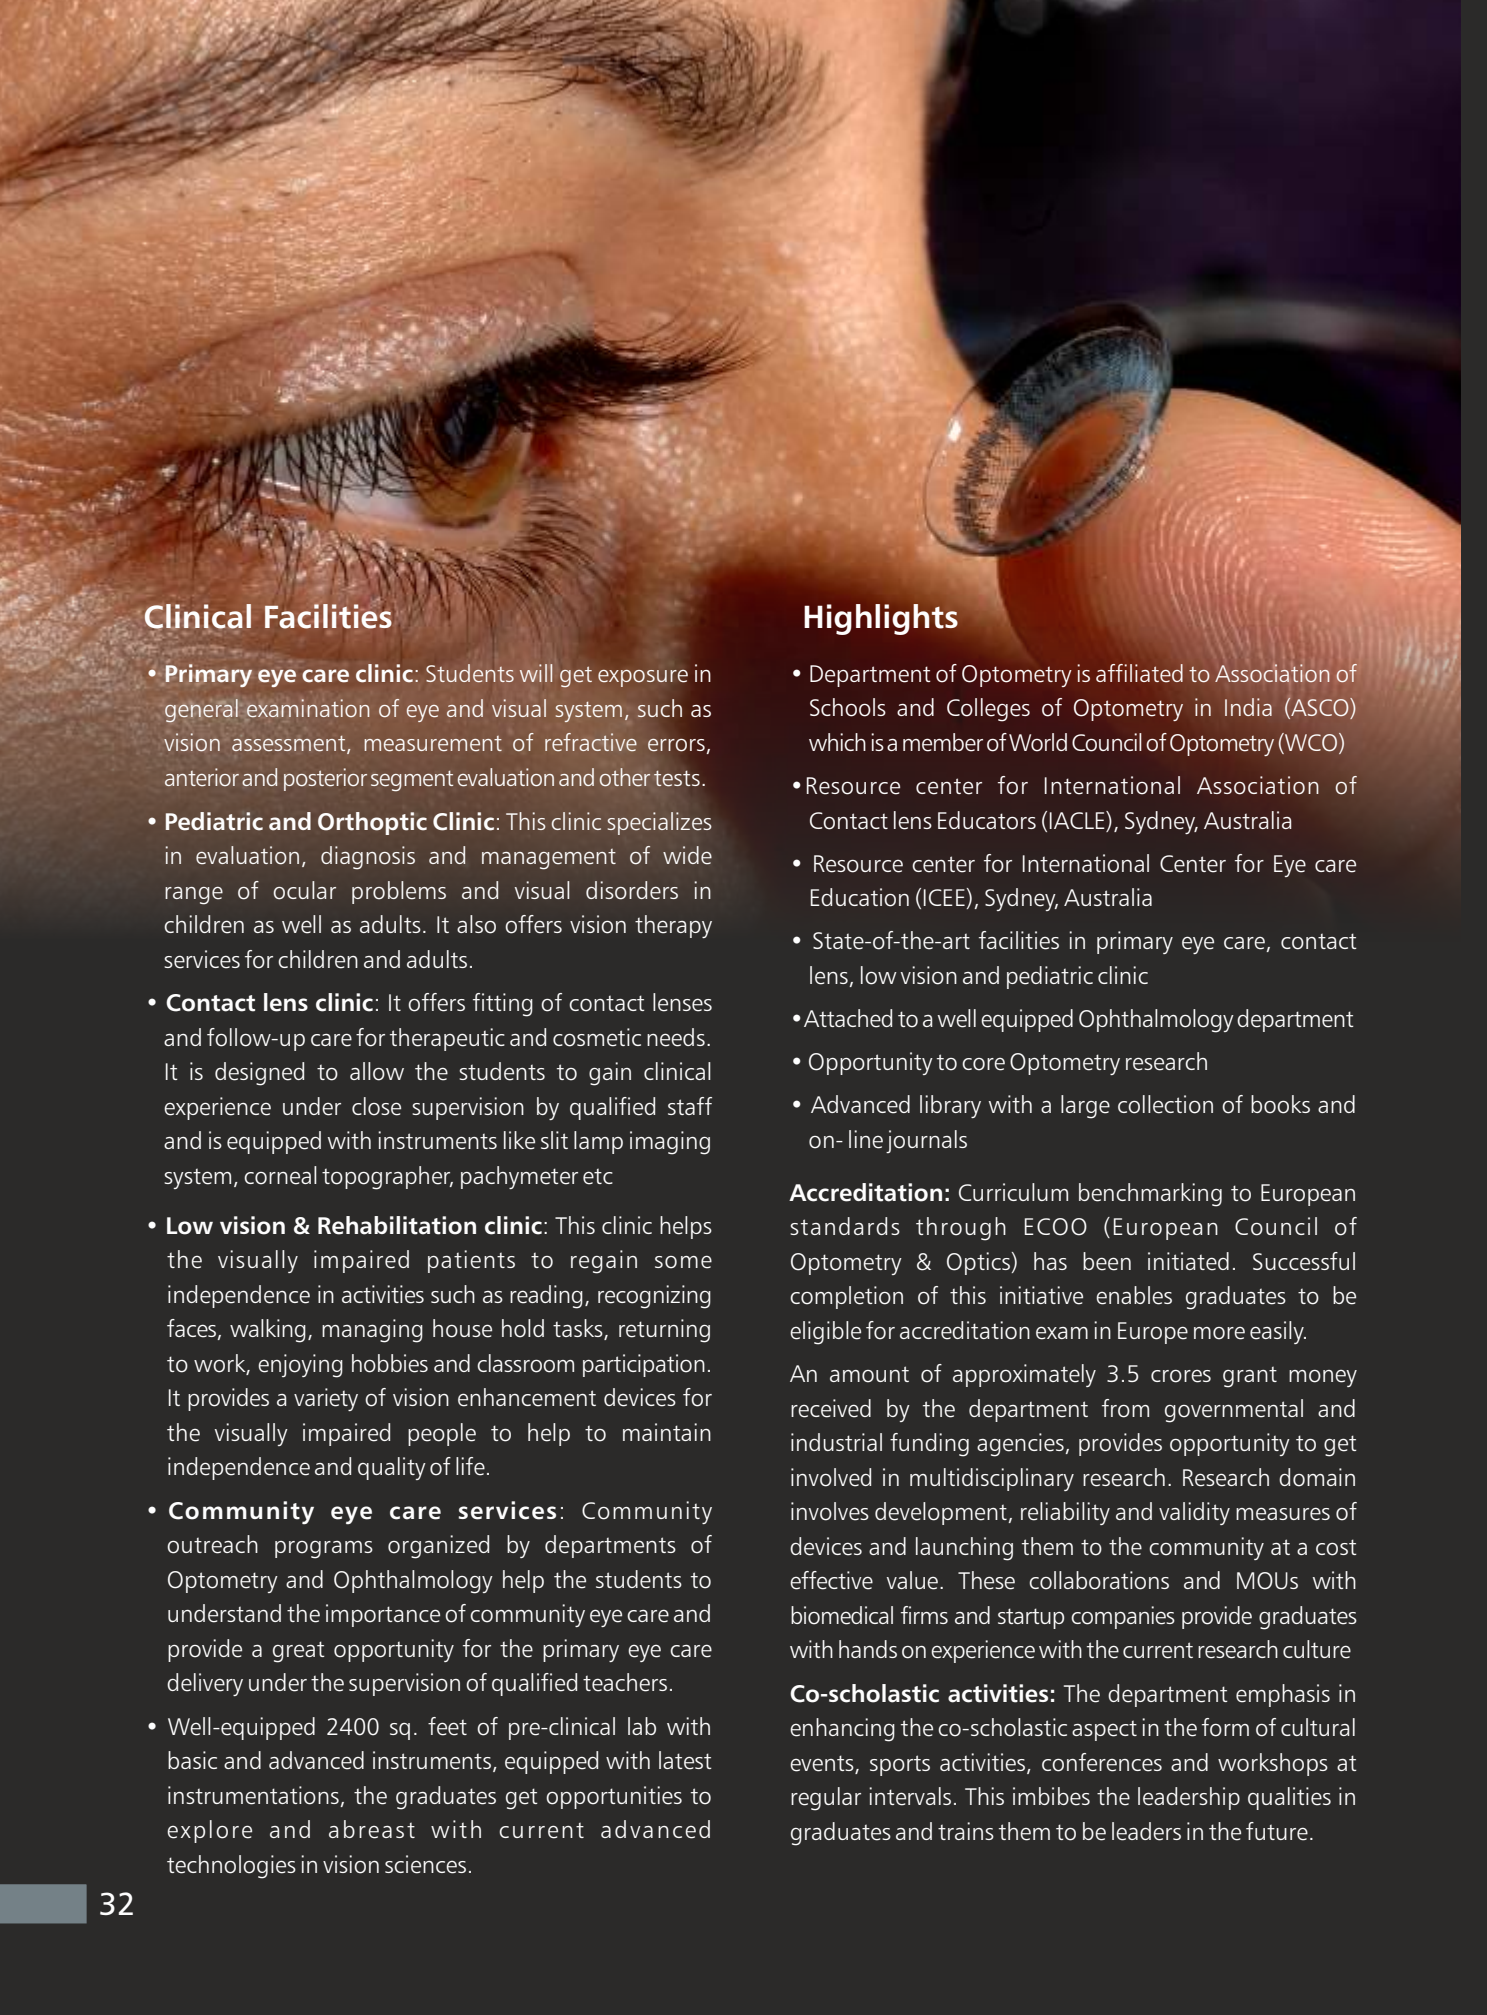 Clinical Facilities
• Primary eye care clinic: Students will get exposure in
general examination of eye and visual system, such as
vision assessment, measurement of refractive errors,
anterior and posterior segment evaluation and other tests.
• Pediatric and Orthoptic Clinic: This clinic specializes
in evaluation, diagnosis and management of wide
range of ocular problems and visual disorders in
children as well as adults. It also offers vision therapy
services for children and adults.
• Contact lens clinic: It offers fitting of contact lenses
and follow-up care for therapeutic and cosmetic needs.
It is designed to allow the students to gain clinical
experience under close supervision by qualified staff
and is equipped with instruments like slit lamp imaging
system, corneal topographer, pachymeter etc
• Low vision & Rehabilitation clinic: This clinic helps
the visually impaired patients to regain some
independence in activities such as reading, recognizing
faces, walking, managing house hold tasks, returning
to work, enjoying hobbies and classroom participation.
It provides a variety of vision enhancement devices for
the visually impaired people to help to maintain
independence and quality of life.
• Community eye care services: Community
outreach programs organized by departments of
Optometry and Ophthalmology help the students to
understand the importance of community eye care and
provide a great opportunity for the primary eye care
delivery under the supervision of qualified teachers.
• Well-equipped 2400 sq. feet of pre-clinical lab with
basic and advanced instruments, equipped with latest
instrumentations, the graduates get opportunities to
explore and abreast with current advanced
technologies in vision sciences.
Highlights
• Department of Optometry is affiliated to Association of
Schools and Colleges of Optometry in India (ASCO)
which is a member of World Council of Optometry (WCO)
• Resource center for International Association of
Contact lens Educators (IACLE), Sydney, Australia
• Resource center for International Center for Eye care
Education (ICEE), Sydney, Australia
• State-of-the-art facilities in primary eye care, contact
lens, low vision and pediatric clinic
• Attached to a well equipped Ophthalmology department
• Opportunity to core Optometry research
• Advanced library with a large collection of books and
on- line journals
Accreditation: Curriculum benchmarking to European
standards through ECOO (European Council of
Optometry & Optics) has been initiated. Successful
completion of this initiative enables graduates to be
eligible for accreditation exam in Europe more easily.
An amount of approximately 3.5 crores grant money
received by the department from governmental and
industrial funding agencies, provides opportunity to get
involved in multidisciplinary research. Research domain
involves development, reliability and validity measures of
devices and launching them to the community at a cost
effective value. These collaborations and MOUs with
biomedical firms and startup companies provide graduates
with hands on experience with the current research culture
Co-scholastic activities: The department emphasis in
enhancing the co-scholastic aspect in the form of cultural
events, sports activities, conferences and workshops at
regular intervals. This imbibes the leadership qualities in
graduates and trains them to be leaders in the future.
32